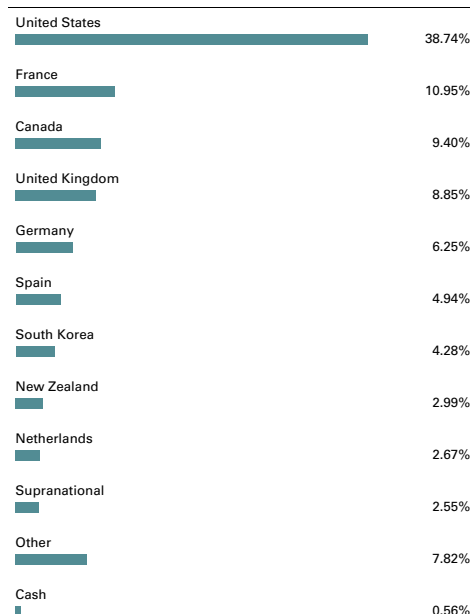 United States
38.74%
France
10.95%
Canada
9.40%
United Kingdom
8.85%
Germany
6.25%
Spain
4.94%
South Korea
4.28%
New Zealand
2.99%
Netherlands
2.67%
Supranational
2.55%
Other
7.82%
Cash
0.56%